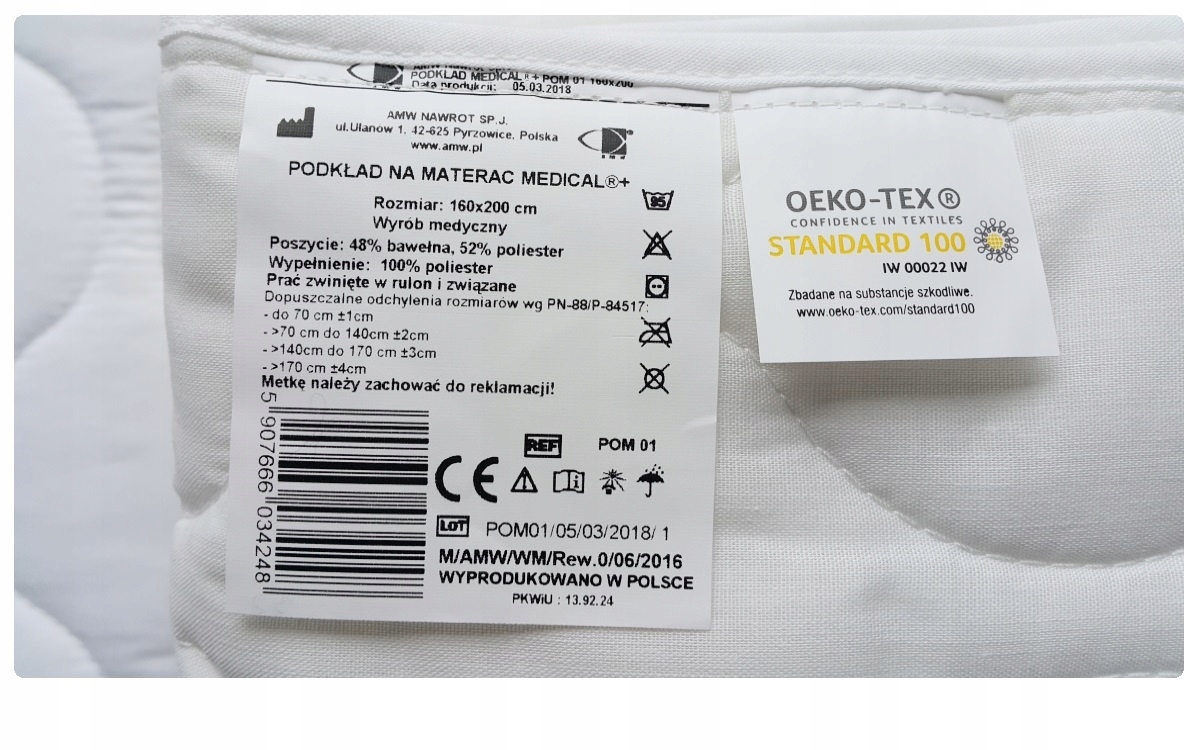 PODKŁAD MEDICAL®+ POM 01 160x200
Data produkcji: 05.03.2018
AMW NAWROT SP.J.
ul.Ulanow 1, 42-625 Pyrzowice, Polska
www.amw.pl
PODKŁAD NA MATERAC MEDICAL®+
Rozmiar: 160x200 cm
Wyrób medyczny
Poszycie: 48% bawełna, 52% poliester
Wypełnienie: 100% poliester
Prać zwinięte w rulon i związane
Dopuszczalne odchylenia rozmiarów wg PN-88/P-84517:
- do 70 cm ±1cm
- >70 cm do 140cm ±2cm
- >140cm do 170 cm ±3cm
- >170 cm ±4cm
Metkę należy zachować do reklamacji!
95
5 907666 034248
REF POM 01
CE
LOT POM01/05/03/2018/ 1
M/AMW/WM/Rew.0/06/2016
WYPRODUKOWANO W POLSCE
PKWiU : 13.92.24
OEKO-TEX®
CONFIDENCE IN TEXTILES
STANDARD 100
IW 00022 IW
Zbadane na substancje szkodliwe.
www.oeko-tex.com/standard100